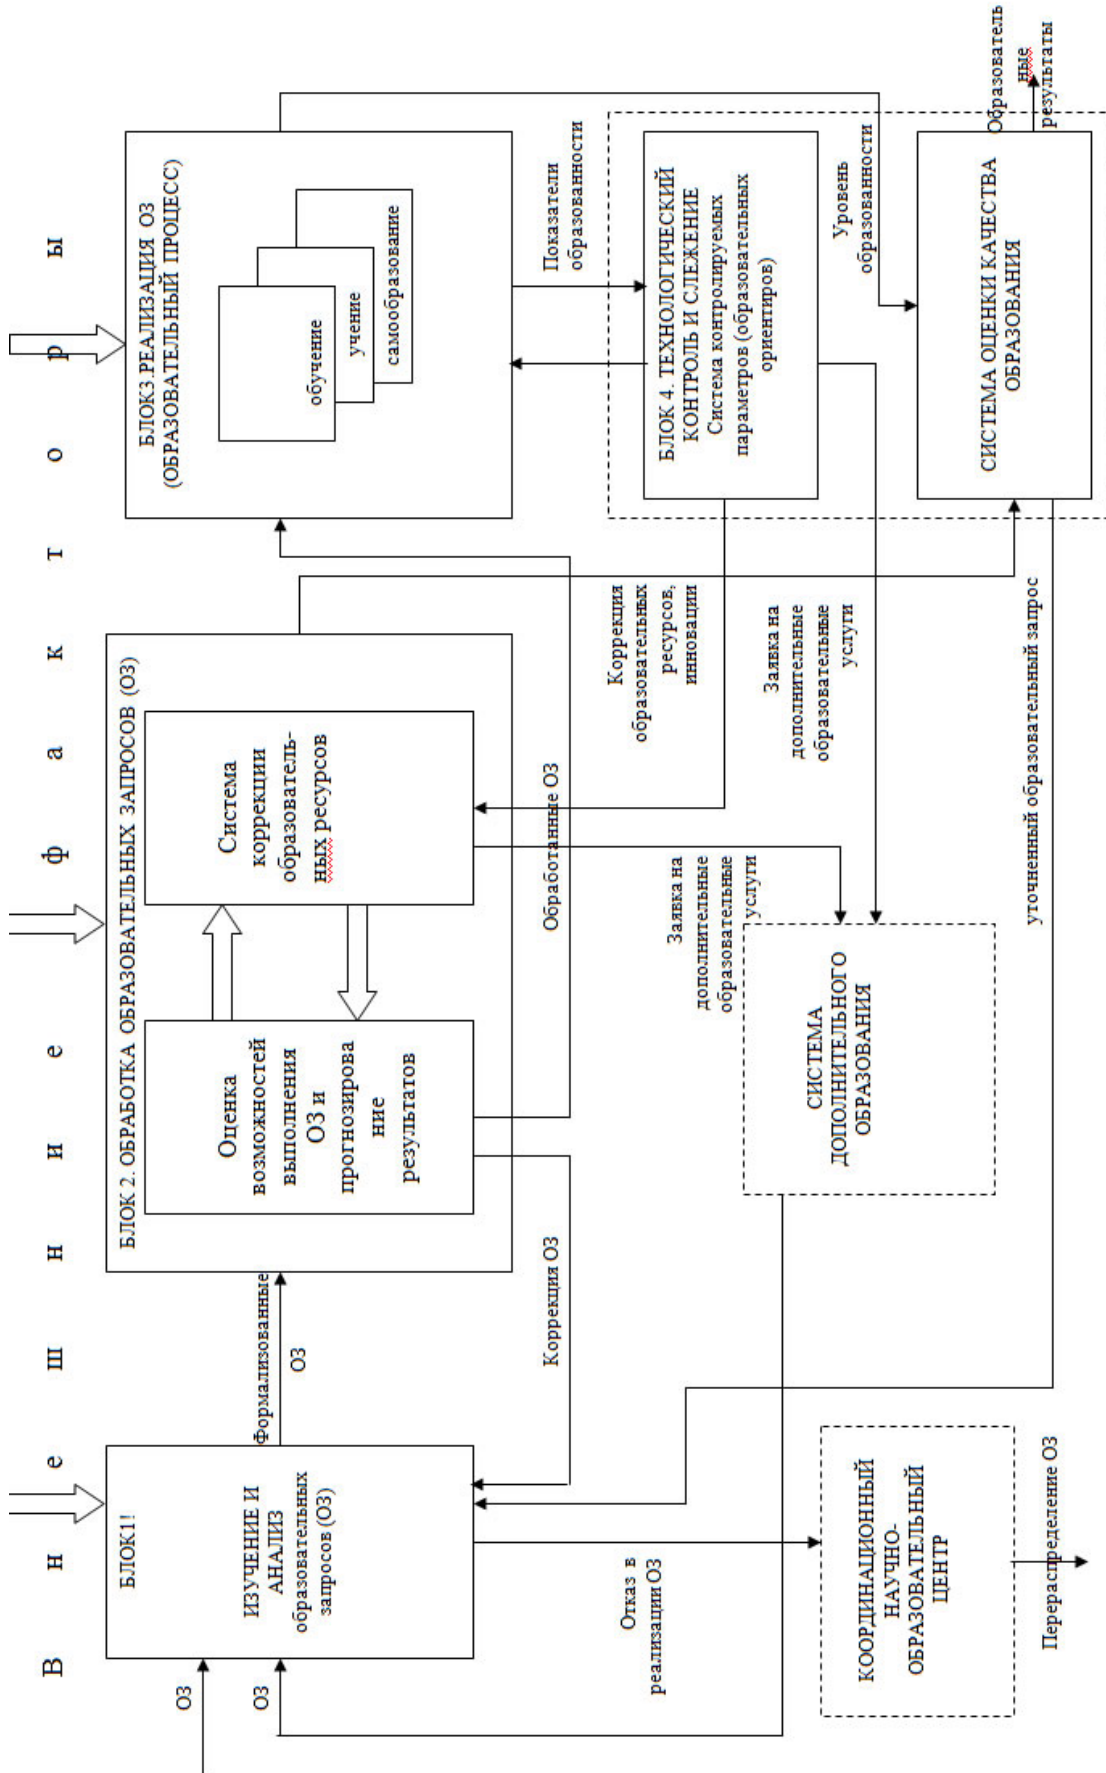 В н е ш н и е ф а к т о р ы
БЛОК1!
ИЗУЧЕНИЕ И
АНАЛИЗ
образовательных
запросов (ОЗ)
ОЗ
ОЗ
Формализованные
ОЗ
БЛОК 2. ОБРАБОТКА ОБРАЗОВАТЕЛЬНЫХ ЗАПРОСОВ (ОЗ)
Оценка
возможностей
выполнения
ОЗ и
прогнозирова
ние
результатов
Система
коррекции
образователь-
ных ресурсов
БЛОК3.РЕАЛИЗАЦИЯ ОЗ
(ОБРАЗОВАТЕЛЬНЫЙ ПРОЦЕСС)
обучение
учение
самообразование
Коррекция ОЗ
Обработанные ОЗ
Показатели
образованности
Отказ в
реализации ОЗ
Заявка на
дополнительные
образовательные
услуги
Коррекция
образовательных
ресурсов,
инновации
БЛОК 4. ТЕХНОЛОГИЧЕСКИЙ
КОНТРОЛЬ И СЛЕЖЕНИЕ
Система контролируемых
параметров (образовательных
ориентиров)
Заявка на
дополнительные
образовательные
услуги
Уровень
образованности
КООРДИНАЦИОННЫЙ
НАУЧНО-
ОБРАЗОВАТЕЛЬНЫЙ
ЦЕНТР
СИСТЕМА
ДОПОЛНИТЕЛЬНОГО
ОБРАЗОВАНИЯ
СИСТЕМА ОЦЕНКИ КАЧЕСТВА
ОБРАЗОВАНИЯ
Перераспределение ОЗ
уточненный образовательный запрос
Образователь
ные
результаты